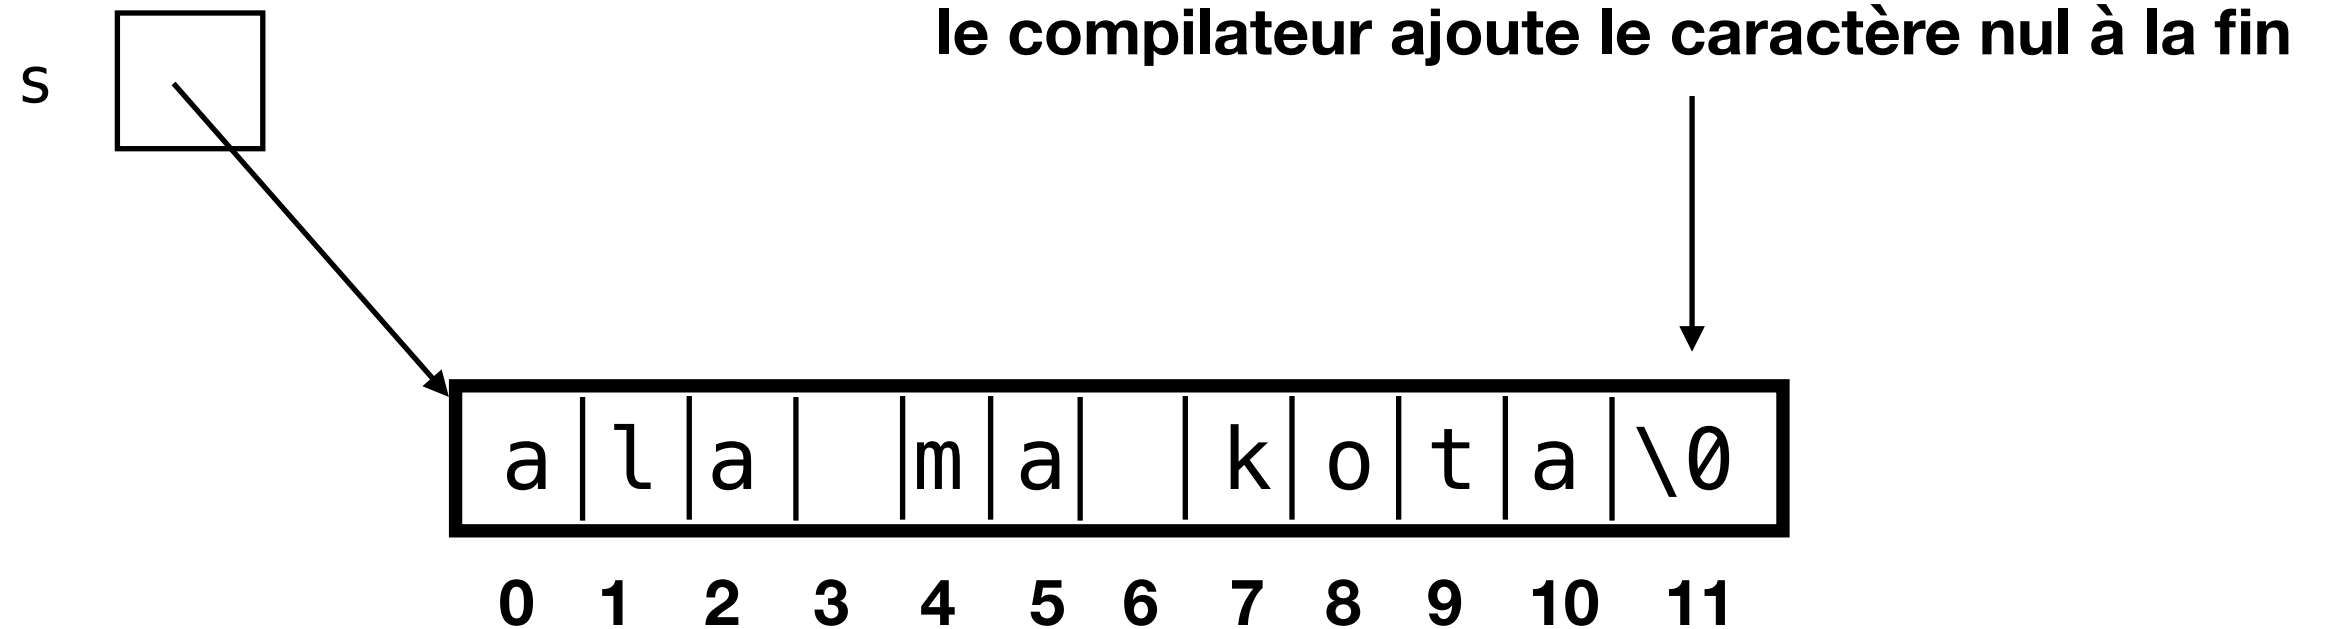 le compilateur ajoute le caractère nul à la fin
s
a l a   m a   k o t a \0
0 1 2 3 4 5 6 7 8 9 10 11